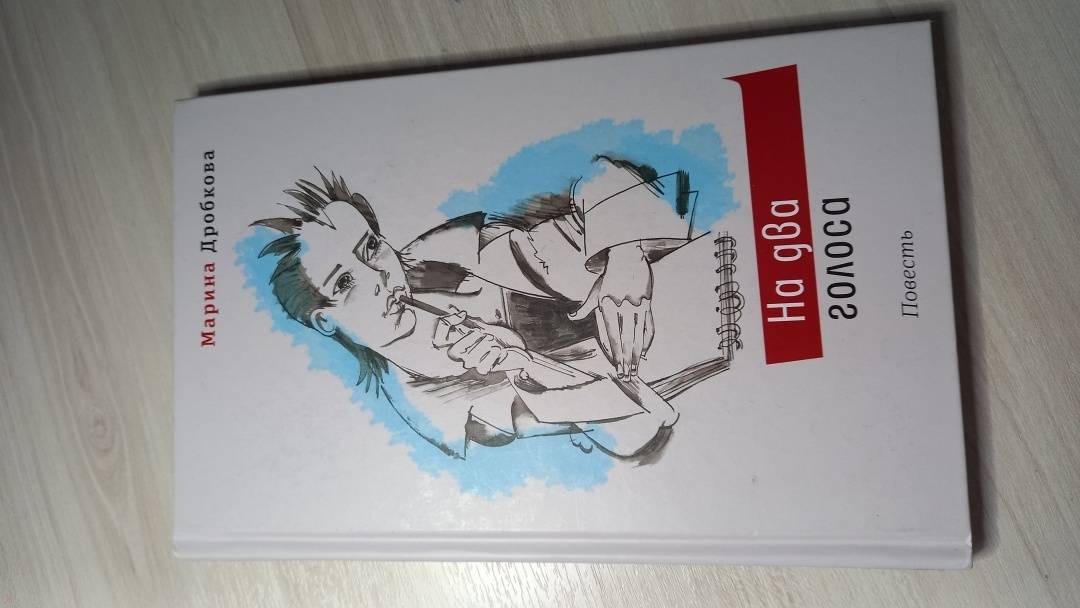 Марина Дробкова
На два
голоса
Повесть